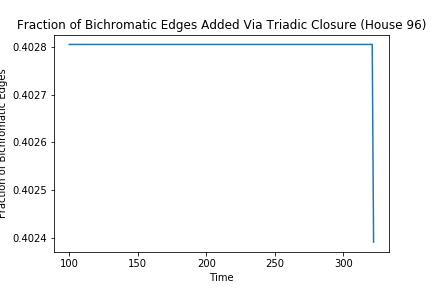 Fraction of Bichromatic Edges Added Via Triadic Closure (House 96)
0.4028
0.4027
0.4026
0.4025
0.4024
Fraction of Bichromatic Edges
100 150 200 250 300
Time